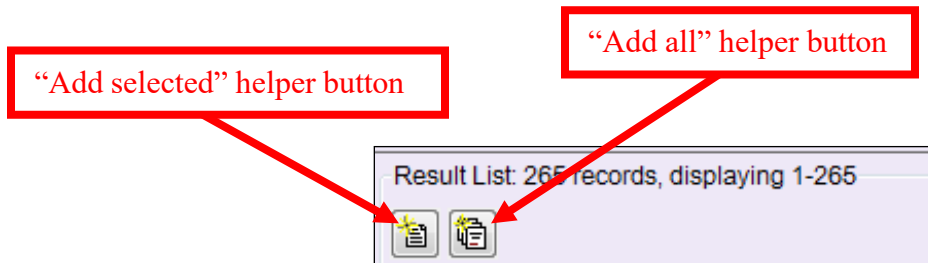 “Add all” helper button
“Add selected” helper button
Result List: 265 records, displaying 1-265